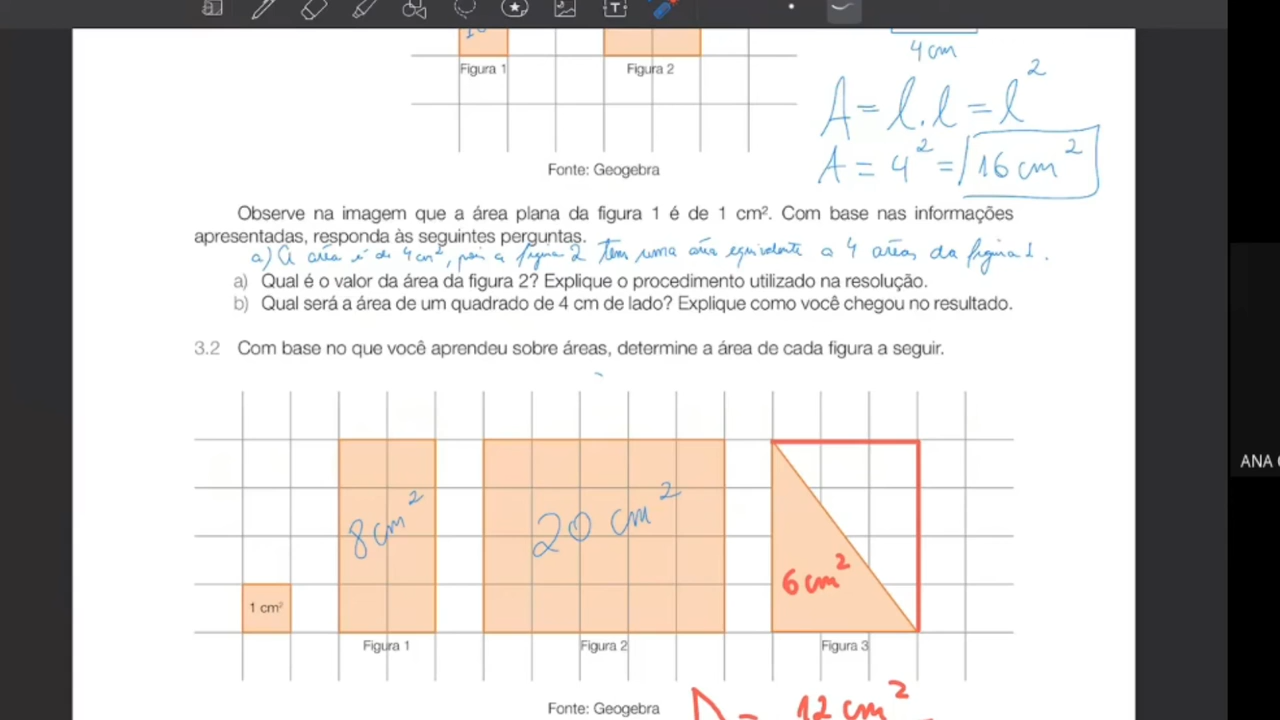 4 cm
Figura 1 Figura 2
A = l . l = l²
A = 4² = 16 cm²
Fonte: Geogebra
Observe na imagem que a área plana da figura 1 é de 1 cm². Com base nas informações
apresentadas, responda às seguintes perguntas.
a) A área é de 4 cm², pois a figura 2 tem uma área equivalente a 4 áreas da figura 1.
a) Qual é o valor da área da figura 2? Explique o procedimento utilizado na resolução.
b) Qual será a área de um quadrado de 4 cm de lado? Explique como você chegou no resultado.
3.2 Com base no que você aprendeu sobre áreas, determine a área de cada figura a seguir.
8 cm² 20 cm²
6 cm²
1 cm²
Figura 1 Figura 2 Figura 3
Fonte: Geogebra
A = 12 cm²
ANA